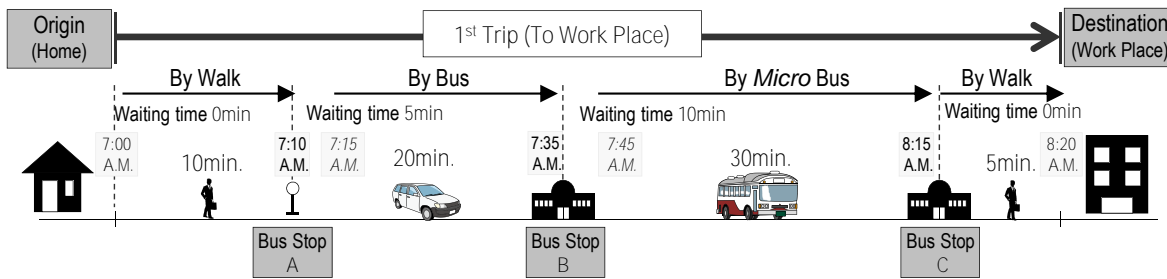 Origin
(Home)
1st Trip (To Work Place)
Destination
(Work Place)
By Walk
By Bus
By Micro Bus
By Walk
Waiting time 0min
Waiting time 5min
Waiting time 10min
Waiting time 0min
7:00
A.M.
10min.
7:10
A.M.
7:15
A.M.
20min.
7:35
A.M.
7:45
A.M.
30min.
8:15
A.M.
5min.
8:20
A.M.
Bus Stop
A
Bus Stop
B
Bus Stop
C